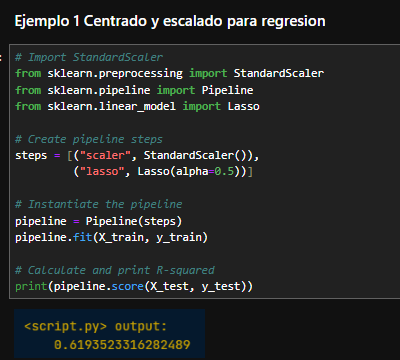 Ejemplo 1 Centrado y escalado para regresion
# Import StandardScaler
from sklearn.preprocessing import StandardScaler
from sklearn.pipeline import Pipeline
from sklearn.linear_model import Lasso
# Create pipeline steps
steps = [("scaler", StandardScaler()),
("lasso", Lasso(alpha=0.5))]
# Instantiate the pipeline
pipeline = Pipeline(steps)
pipeline.fit(X_train, y_train)
# Calculate and print R-squared
print(pipeline.score(X_test, y_test))
<script.py> output:
0.6193523316282489